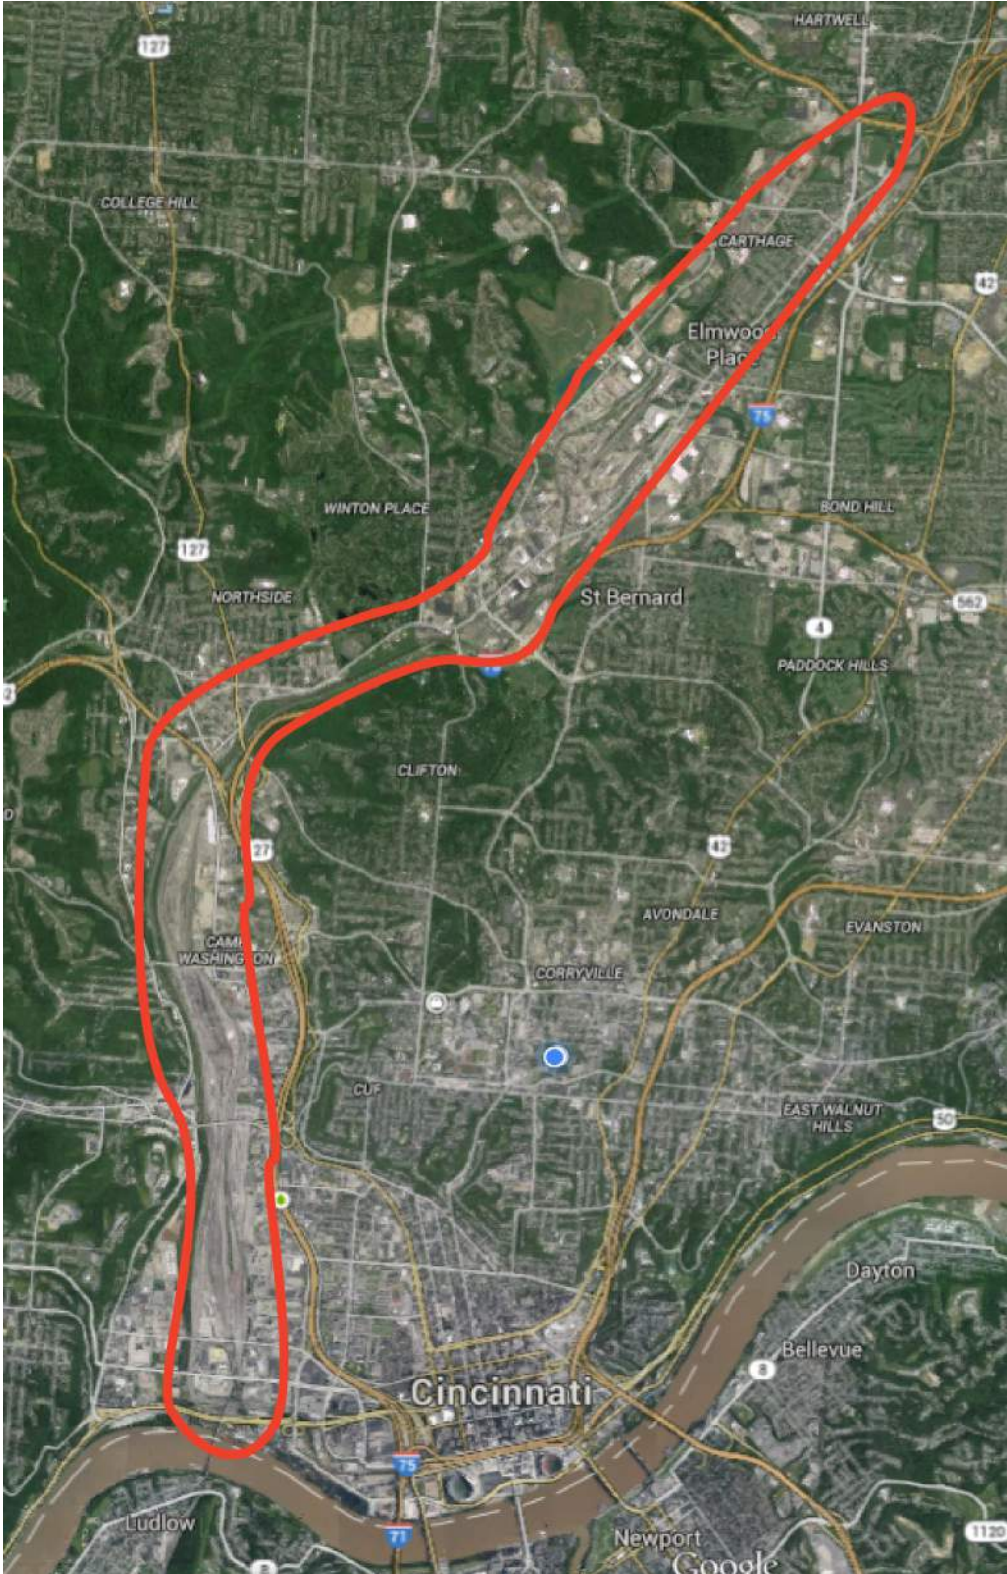 HARTWELL
127
COLLEGE HILL
CARTHAGE
42
Elmwood
Place
75
WINTON PLACE
BOND HILL
127
NORTHSIDE
St Bernard
562
4
PADDOCK HILLS
CLIFTON
27
42
AVONDALE
EVANSTON
CAMP
WASHINGTON
CORRYVILLE
CUF
EAST WALNUT
HILLS
50
Dayton
Bellevue
8
Cincinnati
75
Ludlow
71
Newport
1120
8
Google